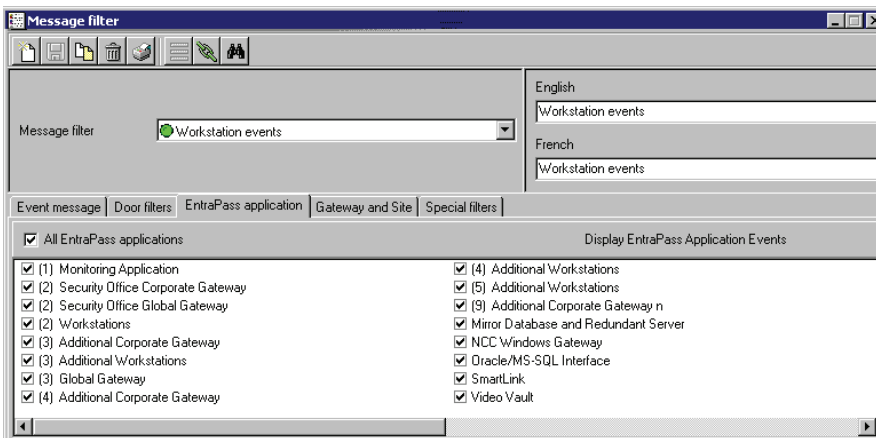 Message filter
English
Workstation events
Message filter
Workstation events
French
Workstation events
Event message
Door filters
EntraPass application
Gateway and Site
Special filters
All EntraPass applications
Display EntraPass Application Events
(1) Monitoring Application
(2) Security Office Corporate Gateway
(2) Security Office Global Gateway
(2) Workstations
(3) Additional Corporate Gateway
(3) Additional Workstations
(3) Global Gateway
(4) Additional Corporate Gateway
(4) Additional Workstations
(5) Additional Workstations
(9) Additional Corporate Gateway n
Mirror Database and Redundant Server
NCC Windows Gateway
Oracle/MS-SQL Interface
SmartLink
Video Vault